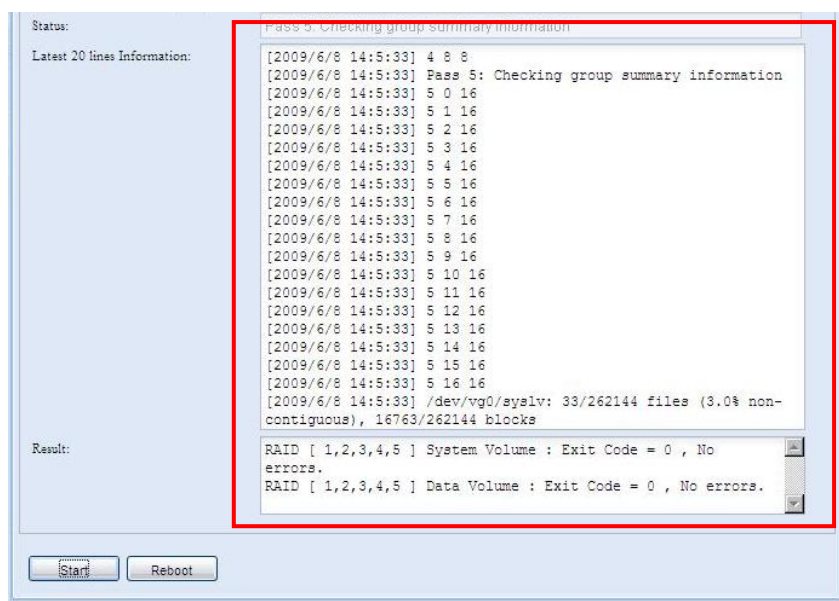 Status:
Pass 5: Checking group summary information
Latest 20 lines Information:
[2009/6/8 14:5:33] 4 8 8
[2009/6/8 14:5:33] Pass 5: Checking group summary information
[2009/6/8 14:5:33] 5 0 16
[2009/6/8 14:5:33] 5 1 16
[2009/6/8 14:5:33] 5 2 16
[2009/6/8 14:5:33] 5 3 16
[2009/6/8 14:5:33] 5 4 16
[2009/6/8 14:5:33] 5 5 16
[2009/6/8 14:5:33] 5 6 16
[2009/6/8 14:5:33] 5 7 16
[2009/6/8 14:5:33] 5 8 16
[2009/6/8 14:5:33] 5 9 16
[2009/6/8 14:5:33] 5 10 16
[2009/6/8 14:5:33] 5 11 16
[2009/6/8 14:5:33] 5 12 16
[2009/6/8 14:5:33] 5 13 16
[2009/6/8 14:5:33] 5 14 16
[2009/6/8 14:5:33] 5 15 16
[2009/6/8 14:5:33] 5 16 16
[2009/6/8 14:5:33] /dev/vg0/syslv: 33/262144 files (3.0% non-
contiguous), 16763/262144 blocks
Result:
RAID [ 1,2,3,4,5 ] System Volume : Exit Code = 0 , No
errors.
RAID [ 1,2,3,4,5 ] Data Volume : Exit Code = 0 , No errors.
Start
Reboot